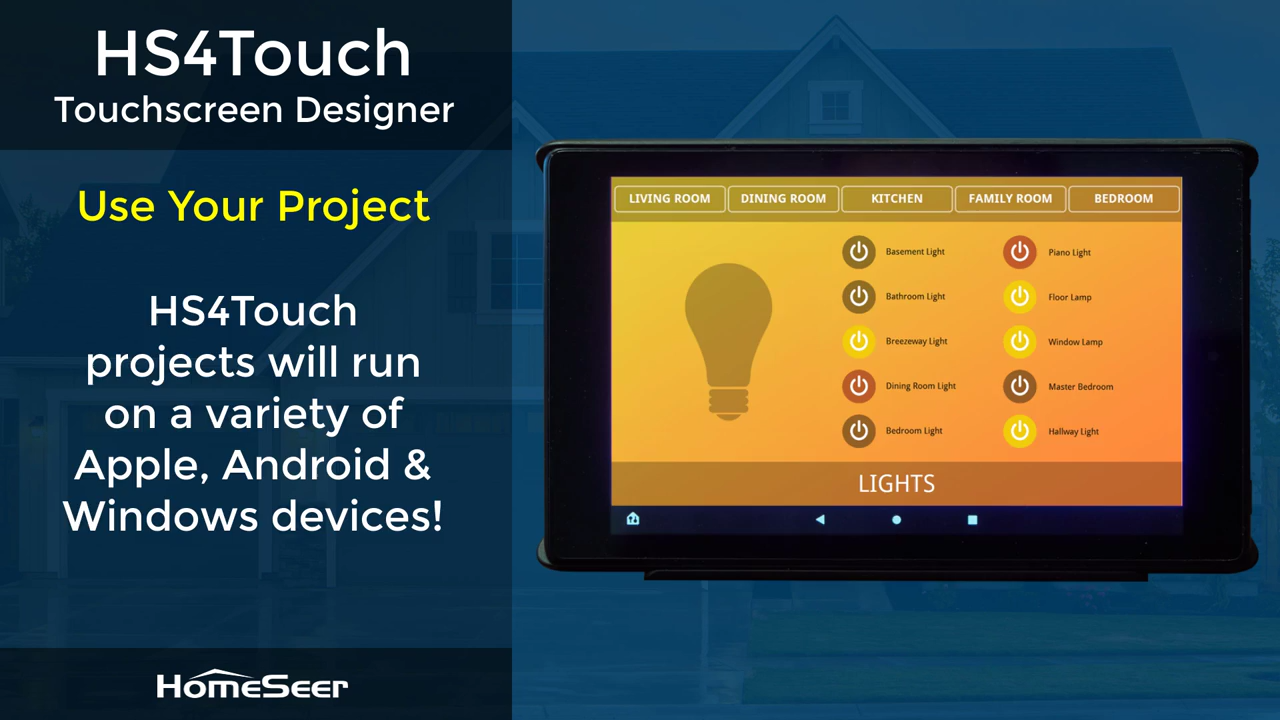 HS4Touch
Touchscreen Designer
Use Your Project
HS4Touch
projects will run
on a variety of
Apple, Android &
Windows devices!
HomeSeer
LIVING ROOM
DINING ROOM
KITCHEN
FAMILY ROOM
BEDROOM
Basement Light
Piano Light
Bathroom Light
Floor Lamp
Breezeway Light
Window Lamp
Dining Room Light
Master Bedroom
Bedroom Light
Hallway Light
LIGHTS